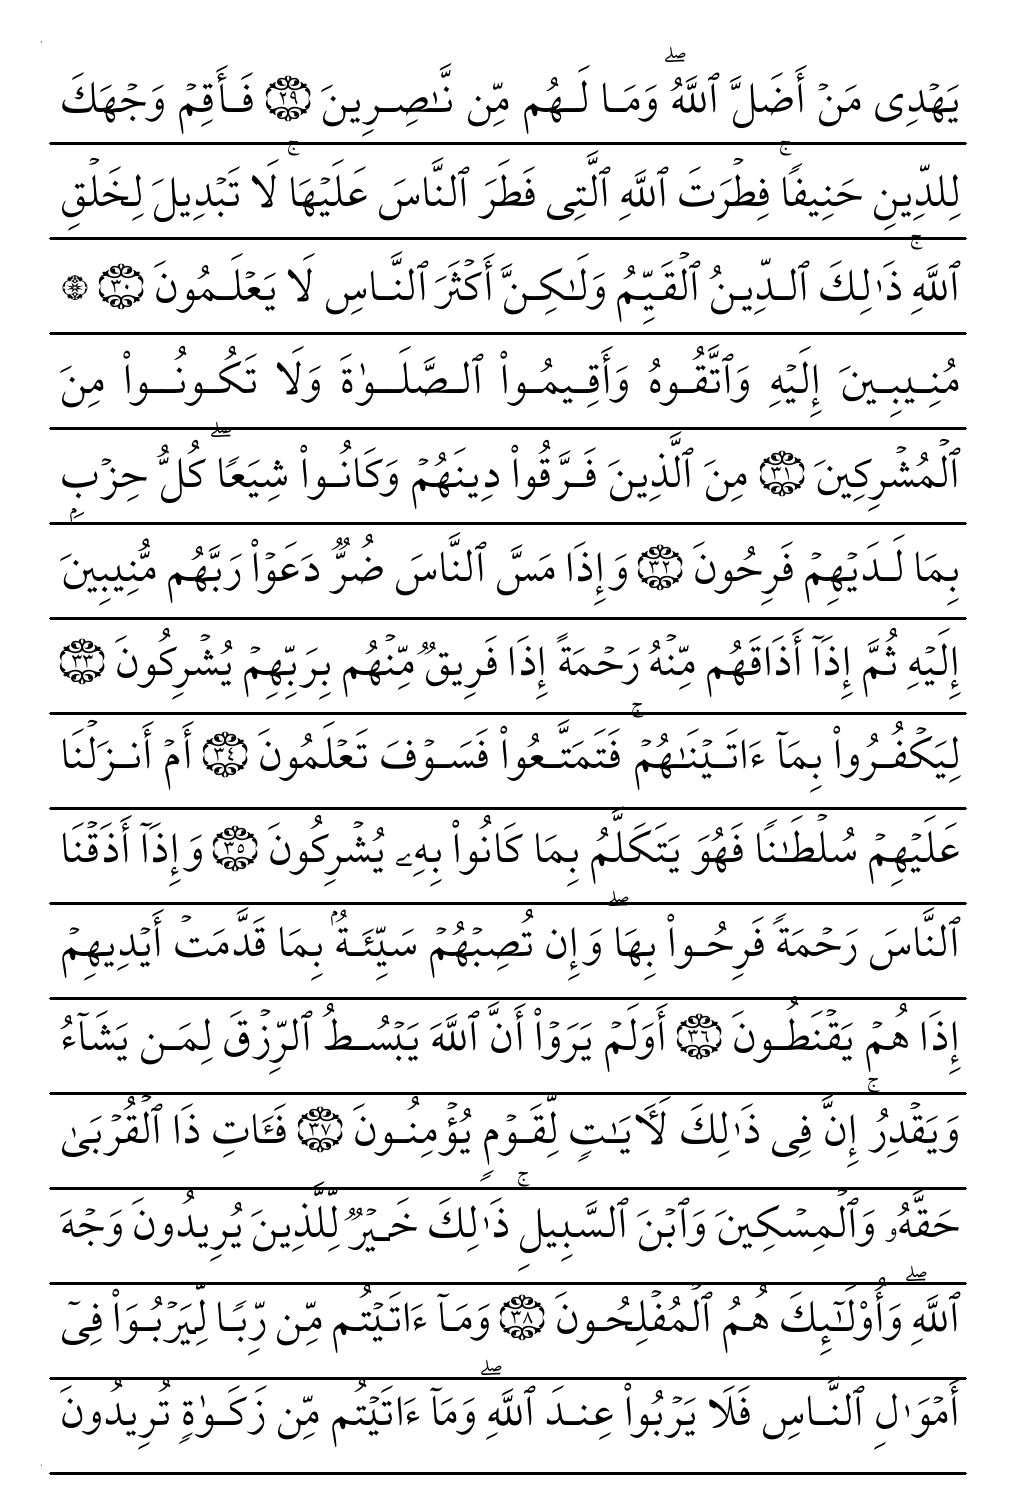 يَهۡدِي مَنۡ أَضَلَّ ٱللَّهُۖ وَمَا لَهُم مِّن نَّٰصِرِينَ ٢٩ فَأَقِمۡ وَجۡهَكَ
لِلدِّينِ حَنِيفٗاۚ فِطۡرَتَ ٱللَّهِ ٱلَّتِي فَطَرَ ٱلنَّاسَ عَلَيۡهَاۚ لَا تَبۡدِيلَ لِخَلۡقِ
ٱللَّهِۚ ذَٰلِكَ ٱلدِّينُ ٱلۡقَيِّمُ وَلَٰكِنَّ أَكۡثَرَ ٱلنَّاسِ لَا يَعۡلَمُونَ ٣٠ ۞
مُنِيبِينَ إِلَيۡهِ وَٱتَّقُوهُ وَأَقِيمُواْ ٱلصَّلَوٰةَ وَلَا تَكُونُواْ مِنَ
ٱلۡمُشۡرِكِينَ ٣١ مِنَ ٱلَّذِينَ فَرَّقُواْ دِينَهُمۡ وَكَانُواْ شِيَعٗاۖ كُلُّ حِزۡبِۭ
بِمَا لَدَيۡهِمۡ فَرِحُونَ ٣٢ وَإِذَا مَسَّ ٱلنَّاسَ ضُرّٞ دَعَوۡاْ رَبَّهُم مُّنِيبِينَ
إِلَيۡهِ ثُمَّ إِذَآ أَذَاقَهُم مِّنۡهُ رَحۡمَةً إِذَا فَرِيقٞ مِّنۡهُم بِرَبِّهِمۡ يُشۡرِكُونَ ٣٣
لِيَكۡفُرُواْ بِمَآ ءَاتَيۡنَٰهُمۡۚ فَتَمَتَّعُواْ فَسَوۡفَ تَعۡلَمُونَ ٣٤ أَمۡ أَنزَلۡنَا
عَلَيۡهِمۡ سُلۡطَٰنٗا فَهُوَ يَتَكَلَّمُ بِمَا كَانُواْ بِهِۦ يُشۡرِكُونَ ٣٥ وَإِذَآ أَذَقۡنَا
ٱلنَّاسَ رَحۡمَةٗ فَرِحُواْ بِهَاۖ وَإِن تُصِبۡهُمۡ سَيِّئَةُۢ بِمَا قَدَّمَتۡ أَيۡدِيهِمۡ
إِذَا هُمۡ يَقۡنَطُونَ ٣٦ أَوَلَمۡ يَرَوۡاْ أَنَّ ٱللَّهَ يَبۡسُطُ ٱلرِّزۡقَ لِمَن يَشَآءُ
وَيَقۡدِرُۚ إِنَّ فِي ذَٰلِكَ لَأٓيَٰتٖ لِّقَوۡمٖ يُؤۡمِنُونَ ٣٧ فَـَٔاتِ ذَا ٱلۡقُرۡبَىٰ
حَقَّهُۥ وَٱلۡمِسۡكِينَ وَٱبۡنَ ٱلسَّبِيلِۚ ذَٰلِكَ خَيۡرٞ لِّلَّذِينَ يُرِيدُونَ وَجۡهَ
ٱللَّهِۖ وَأُوْلَٰٓئِكَ هُمُ ٱلۡمُفۡلِحُونَ ٣٨ وَمَآ ءَاتَيۡتُم مِّن رِّبٗا لِّيَرۡبُوَاْ فِيٓ
أَمۡوَٰلِ ٱلنَّاسِ فَلَا يَرۡبُواْ عِندَ ٱللَّهِۖ وَمَآ ءَاتَيۡتُم مِّن زَكَوٰةٖ تُرِيدُونَ